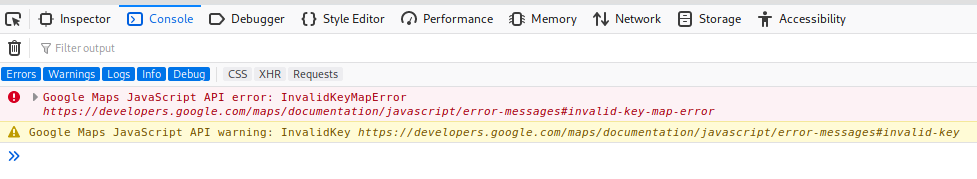 Inspector Console Debugger Style Editor Performance Memory Network Storage Accessibility
Filter output
Errors Warnings Logs Info Debug CSS XHR Requests
Google Maps JavaScript API error: InvalidKeyMapError
https://developers.google.com/maps/documentation/javascript/error-messages#invalid-key-map-error
Google Maps JavaScript API warning: InvalidKey https://developers.google.com/maps/documentation/javascript/error-messages#invalid-key